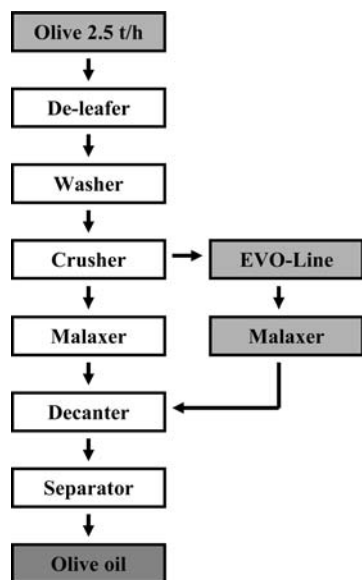 Olive 2.5 t/h
De-leafer
Washer
Crusher
EVO-Line
Malaxer
Malaxer
Decanter
Separator
Olive oil